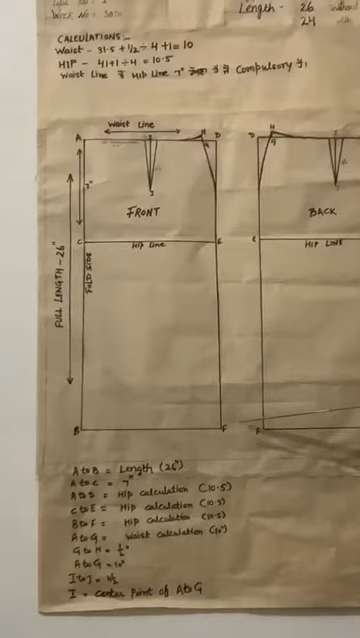 Length - 26
24
CALCULATIONS -
Waist - 31.5 + 1/2 ÷ 4 + 1 = 10
HIP - 41+1 ÷ 4 = 10.5
Waist Line से Hip Line 7" Compulsory है।
Waist Line
A
H
D
D
H
I
G
J
7"
FRONT
BACK
C
Hip Line
E
E
HIP LINE
FOLD SIDE
FULL LENGTH - 26"
B
F
F
A to B = Length (26")
A to C = 7"
A to D = Hip calculation (10.5)
C to E = Hip calculation (10.5)
B to F = Hip calculation (10.5)
A to G = Waist calculation (10")
G to H = 1/2"
A to G = 10"
I to J = 4 1/2
I = center point of A to G